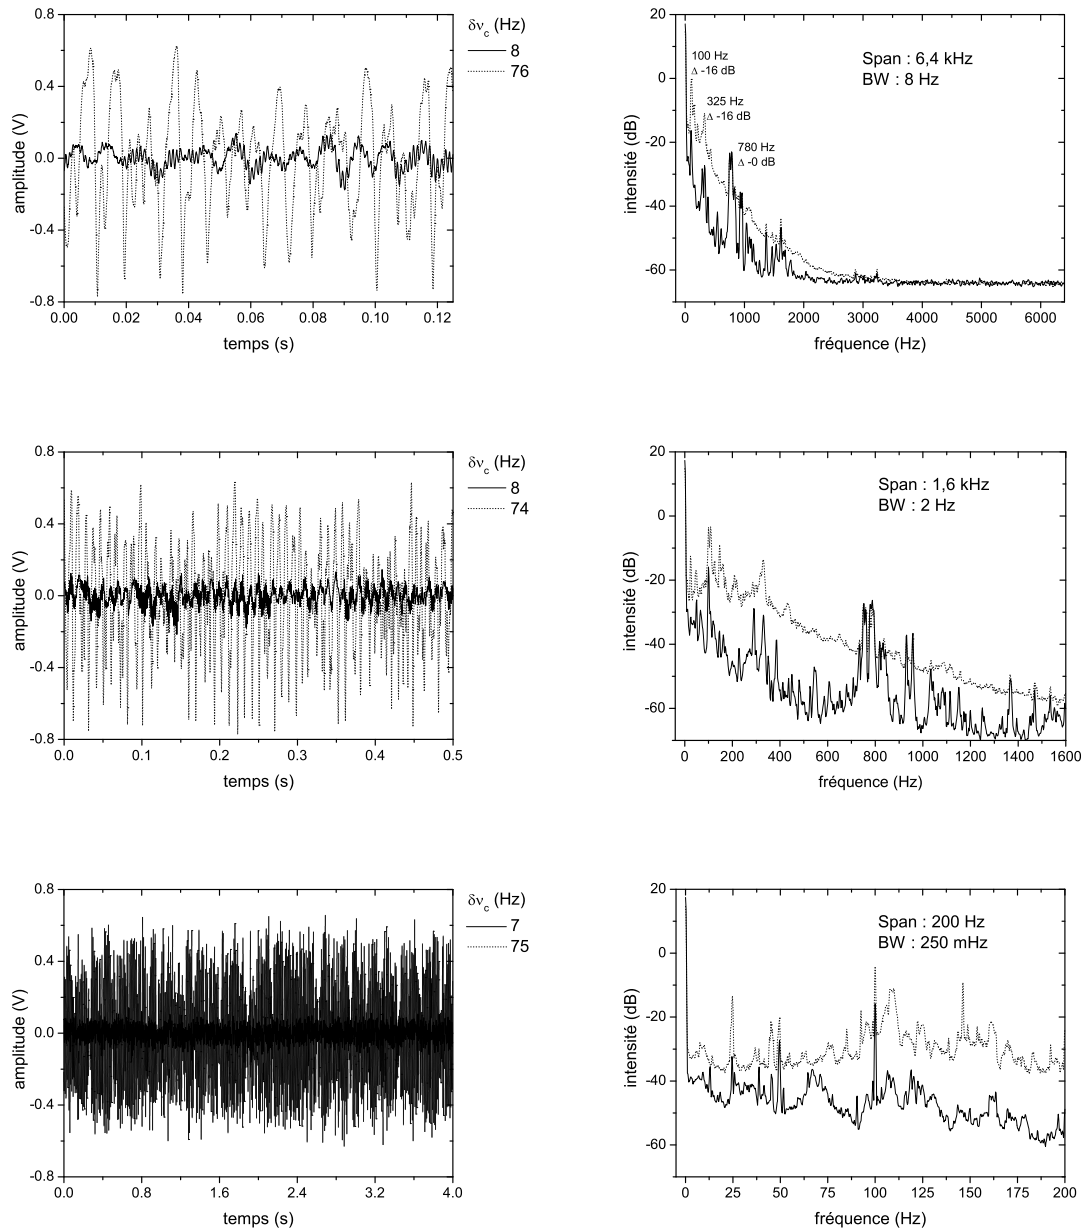 δνc (Hz)
8
76
0.8
0.4
0.0
-0.4
-0.8
amplitude (V)
0.00 0.02 0.04 0.06 0.08 0.10 0.12
temps (s)
20
0
-20
-40
-60
intensité (dB)
100 Hz
Δ -16 dB
325 Hz
Δ -16 dB
780 Hz
Δ -0 dB
Span : 6,4 kHz
BW : 8 Hz
0 1000 2000 3000 4000 5000 6000
fréquence (Hz)
δνc (Hz)
8
74
0.8
0.4
0.0
-0.4
-0.8
amplitude (V)
0.0 0.1 0.2 0.3 0.4 0.5
temps (s)
20
0
-20
-40
-60
intensité (dB)
Span : 1,6 kHz
BW : 2 Hz
0 200 400 600 800 1000 1200 1400 1600
fréquence (Hz)
δνc (Hz)
7
75
0.8
0.4
0.0
-0.4
-0.8
amplitude (V)
0.0 0.8 1.6 2.4 3.2 4.0
temps (s)
20
0
-20
-40
-60
intensité (dB)
Span : 200 Hz
BW : 250 mHz
0 25 50 75 100 125 150 175 200
fréquence (Hz)